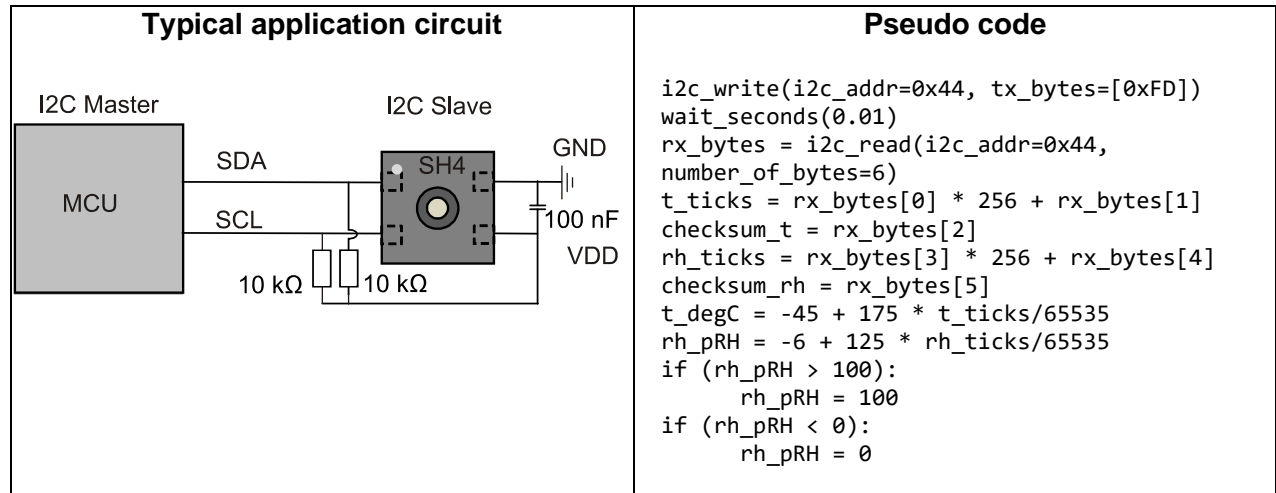 Typical application circuit
I2C Master
I2C Slave
MCU
SDA
SCL
SH4
GND
100 nF
VDD
10 kΩ
10 kΩ
Pseudo code
i2c_write(i2c_addr=0x44, tx_bytes=[0xFD])
wait_seconds(0.01)
rx_bytes = i2c_read(i2c_addr=0x44,
number_of_bytes=6)
t_ticks = rx_bytes[0] * 256 + rx_bytes[1]
checksum_t = rx_bytes[2]
rh_ticks = rx_bytes[3] * 256 + rx_bytes[4]
checksum_rh = rx_bytes[5]
t_degC = -45 + 175 * t_ticks/65535
rh_pRH = -6 + 125 * rh_ticks/65535
if (rh_pRH > 100):
rh_pRH = 100
if (rh_pRH < 0):
rh_pRH = 0